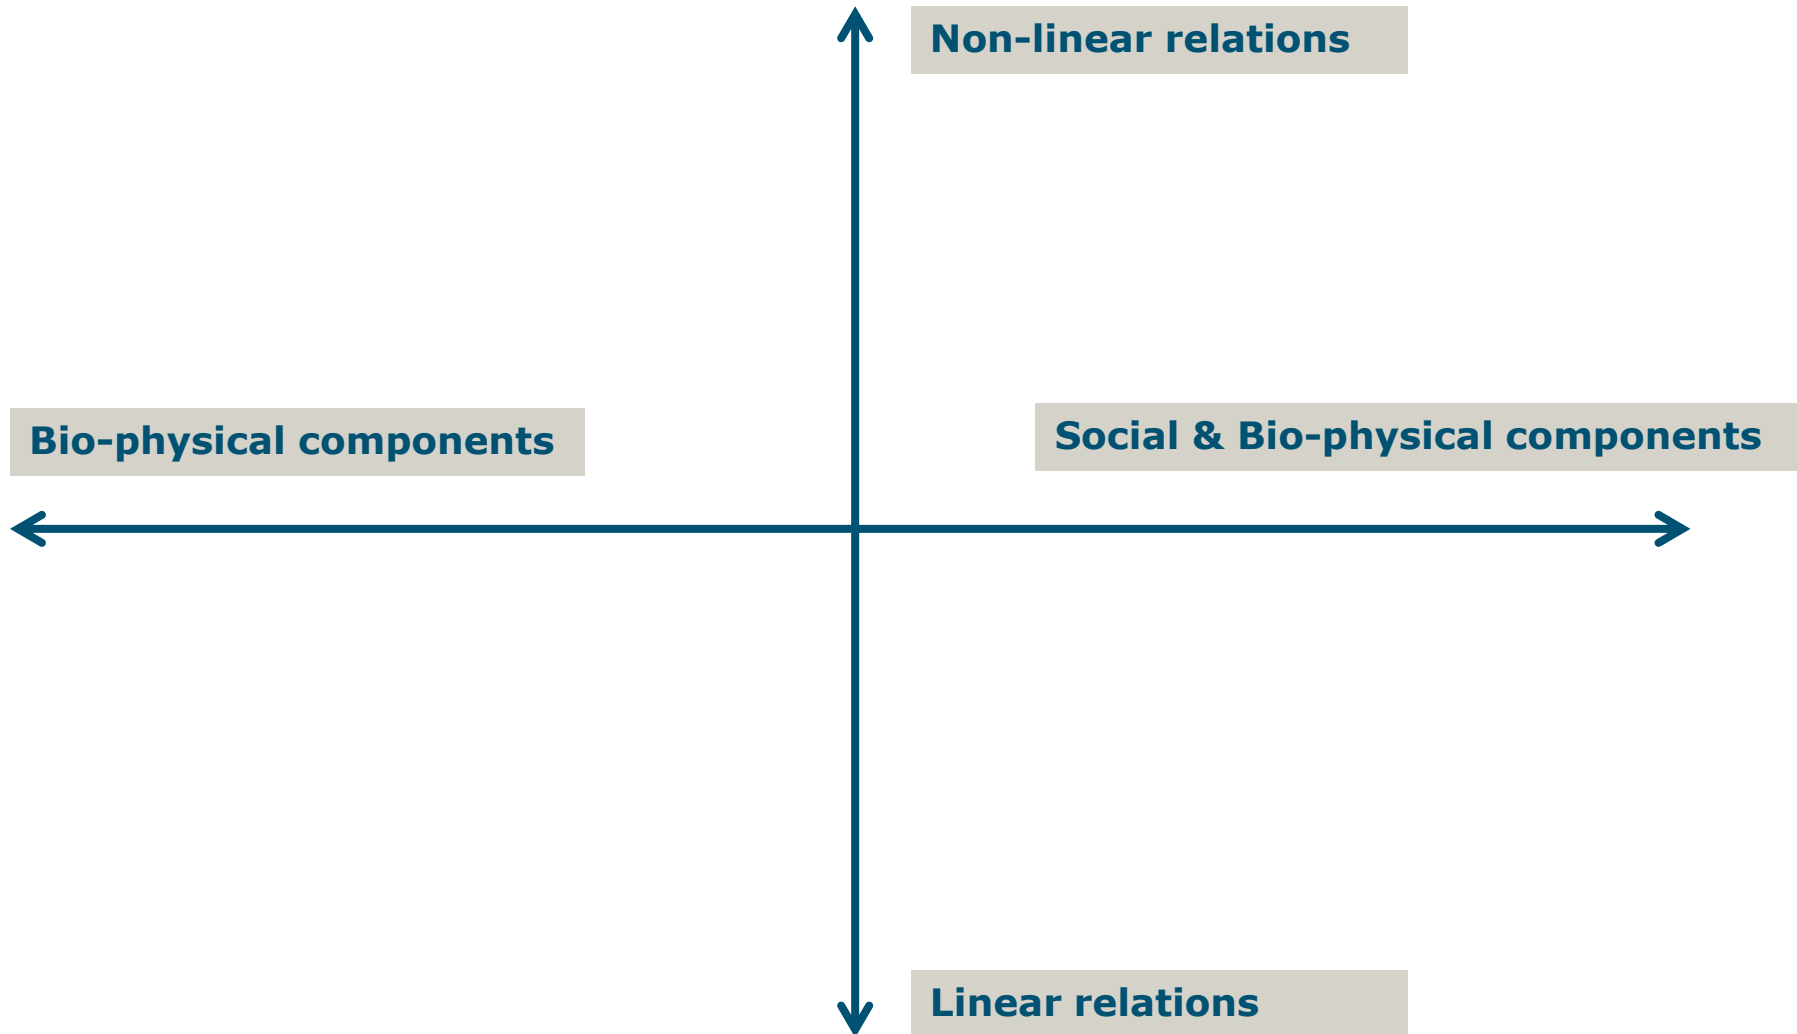 Non-linear relations
Bio-physical components
Social & Bio-physical components
Linear relations